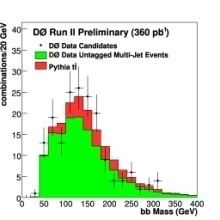 DØ Run II Preliminary (360 pb⁻¹)
DØ Data Candidates
DØ Data Untagged Multi-Jet Events
Pythia tt̄
combinations/20 GeV
40
35
30
25
20
15
10
5
0
0 50 100 150 200 250 300 350 400
bb Mass (GeV)